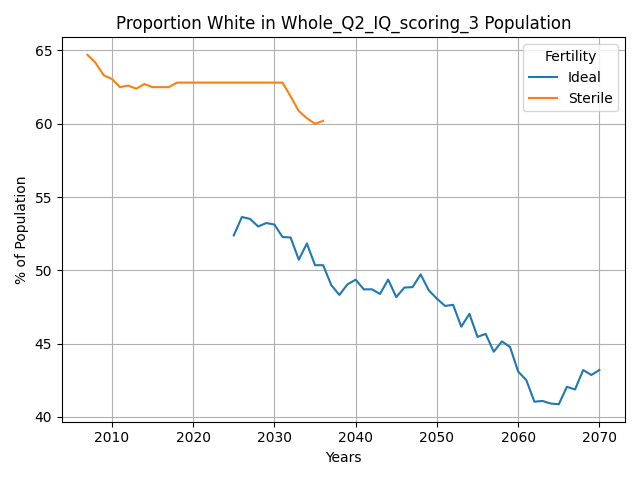 Proportion White in Whole_Q2_IQ_scoring_3 Population
65
60
55
50
45
40
% of Population
Fertility
Ideal
Sterile
2010 2020 2030 2040 2050 2060 2070
Years